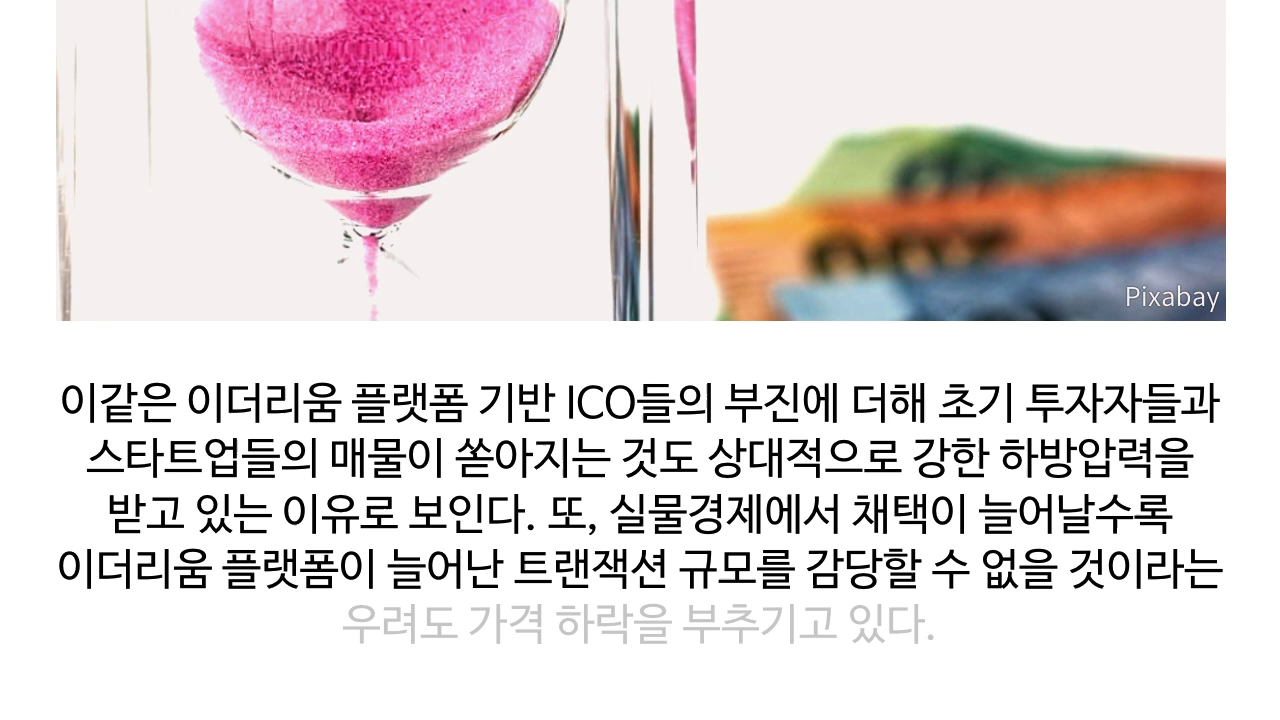 Pixabay
이같은 이더리움 플랫폼 기반 ICO들의 부진에 더해 초기 투자자들과
스타트업들의 매물이 쏟아지는 것도 상대적으로 강한 하방압력을
받고 있는 이유로 보인다. 또, 실물경제에서 채택이 늘어날수록
이더리움 플랫폼이 늘어난 트랜잭션 규모를 감당할 수 없을 것이라는
우려도 가격 하락을 부추기고 있다.